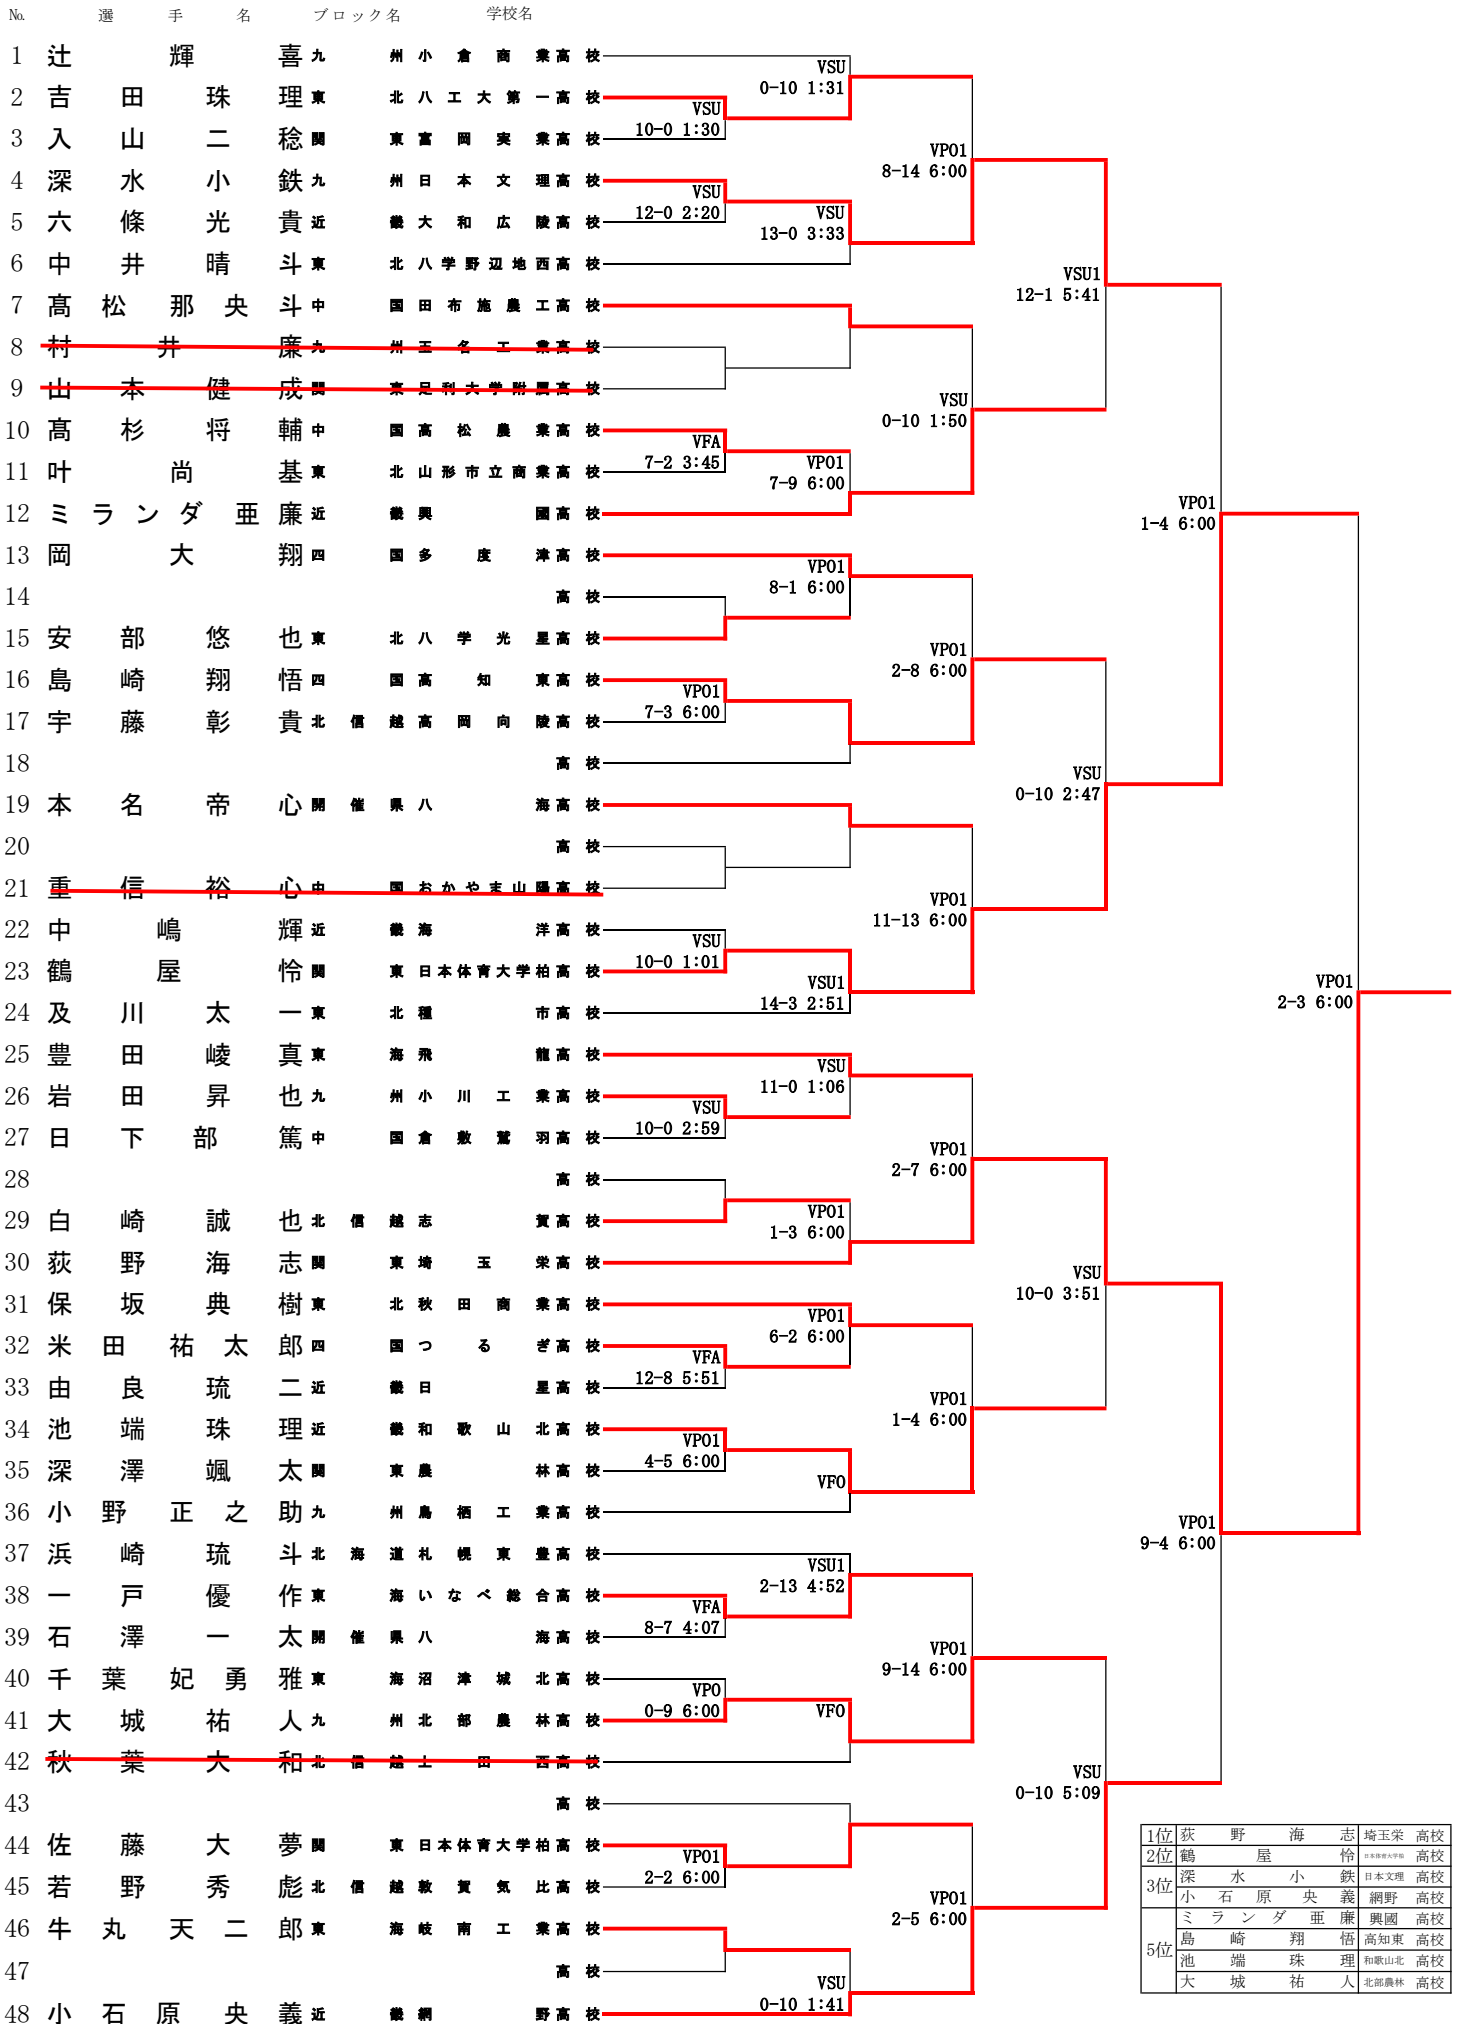 № 選手名 ブロック名 学校名
1 辻輝喜 九州 小倉商業高校
VSU
0-10 1:31
2 吉田珠理 東北 八工大第一高校
VSU
10-0 1:30
3 入山二稔 関東 富岡実業高校
VPO1
8-14 6:00
4 深水小鉄 九州 日本文理高校
VSU
12-0 2:20
5 六條光貴 近畿 大和広陵高校
VSU
13-0 3:33
6 中井晴斗 東北 八学野辺地西高校
VSU1
12-1 5:41
7 髙松那央斗 中国 田布施農工高校
8 村井廉 九州 玉名工業高校
9 山本健成 関東 足利大学附属高校
VSU
0-10 1:50
10 髙杉将輔 中国 高松農業高校
VFA
7-2 3:45
11 叶尚基 東北 山形市立商業高校
VPO1
7-9 6:00
12 ミランダ亜廉 近畿 興國高校
VPO1
1-4 6:00
13 岡大翔 四国 多度津高校
VPO1
8-1 6:00
14 高校
15 安部悠也 東北 八学光星高校
VPO1
2-8 6:00
16 島崎翔悟 四国 高知東高校
VPO1
7-3 6:00
17 宇藤彰貴 北信越 高岡向陵高校
18 高校
VSU
0-10 2:47
19 本名帝心 開催県 八海高校
20 高校
21 重信裕心 中国 おかやま山陽高校
VPO1
11-13 6:00
22 中嶋輝 近畿 海洋高校
VSU
10-0 1:01
23 鶴屋怜 関東 日本体育大学柏高校
VSU1
14-3 2:51
24 及川太一 東北 種市高校
VPO1
2-3 6:00
25 豊田崚真 東海 飛龍高校
VSU
11-0 1:06
26 岩田昇也 九州 小川工業高校
VSU
10-0 2:59
27 日下部篤 中国 倉敷鷲羽高校
VPO1
2-7 6:00
28 高校
29 白崎誠也 北信越 志賀高校
VPO1
1-3 6:00
30 荻野海志 関東 埼玉栄高校
VSU
10-0 3:51
31 保坂典樹 東北 秋田商業高校
VPO1
6-2 6:00
32 米田祐太郎 四国 つるぎ高校
VFA
12-8 5:51
33 由良琉二 近畿 日星高校
VPO1
1-4 6:00
34 池端珠理 近畿 和歌山北高校
VPO1
4-5 6:00
35 深澤颯太 関東 農林高校
VFO
36 小野正之助 九州 鳥栖工業高校
VPO1
9-4 6:00
37 浜崎琉斗 北海道 札幌東豊高校
VSU1
2-13 4:52
38 一戸優作 東海 いなべ総合高校
VFA
8-7 4:07
39 石澤一太 開催県 八海高校
VPO1
9-14 6:00
40 千葉妃勇雅 東海 沼津城北高校
VPO
0-9 6:00
41 大城祐人 九州 北部農林高校
VFO
42 秋葉大和 北信越 上田西高校
VSU
0-10 5:09
43 高校
44 佐藤大夢 関東 日本体育大学柏高校
VPO1
2-2 6:00
45 若野秀彪 北信越 敦賀気比高校
VPO1
2-5 6:00
46 牛丸天二郎 東海 岐南工業高校
47 高校
VSU
0-10 1:41
48 小石原央義 近畿 網野高校
1位 荻野海志 埼玉栄 高校
2位 鶴屋怜 日本体育大学柏 高校
3位 深水小鉄 日本文理 高校
小石原央義 網野 高校
5位 ミランダ亜廉 興國 高校
島崎翔悟 高知東 高校
池端珠理 和歌山北 高校
大城祐人 北部農林 高校